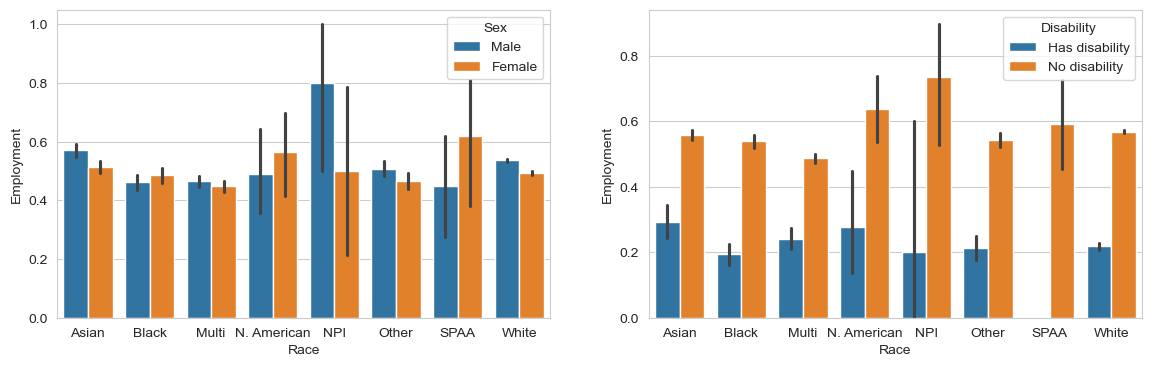 1.0
0.8
0.6
0.4
0.2
0.0
Employment
Asian Black Multi N. American NPI Other SPAA White
Race
Sex
Male
Female
0.8
0.6
0.4
0.2
0.0
Employment
Asian Black Multi N. American NPI Other SPAA White
Race
Disability
Has disability
No disability